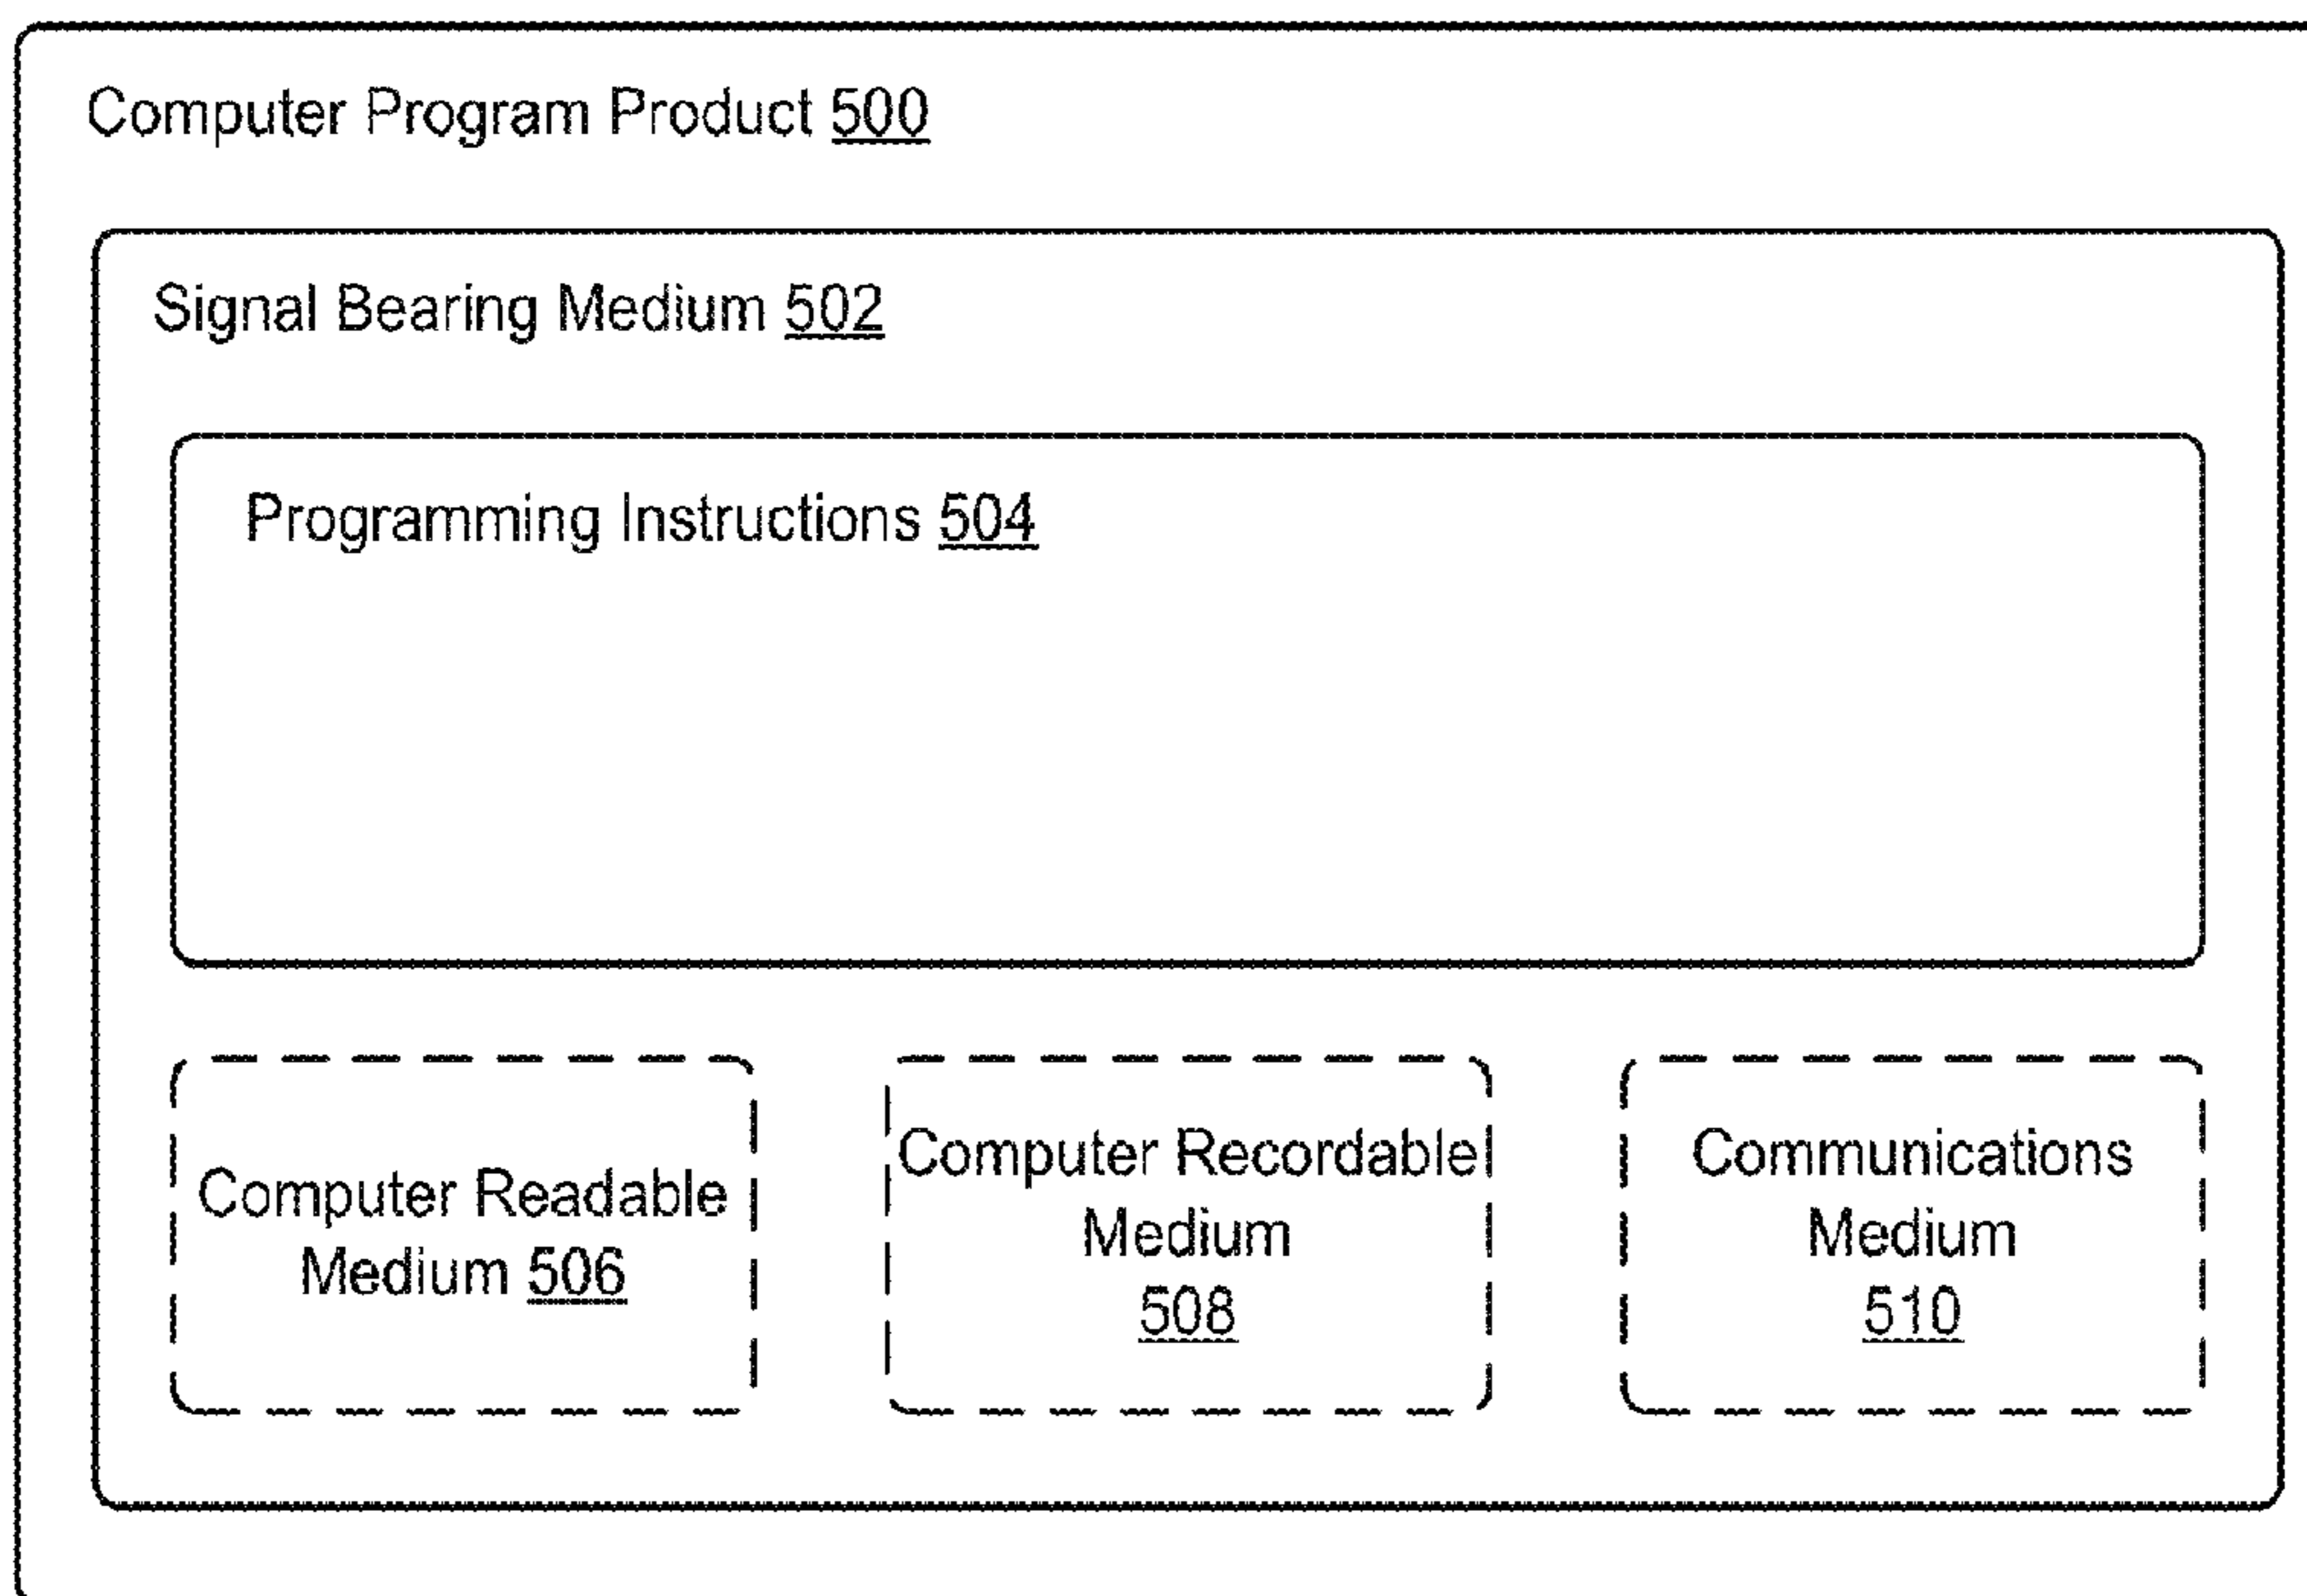 Computer Program Product 500
Signal Bearing Medium 502
Programming Instructions 504
Computer Readable
Medium 506
Computer Recordable
Medium
508
Communications
Medium
510